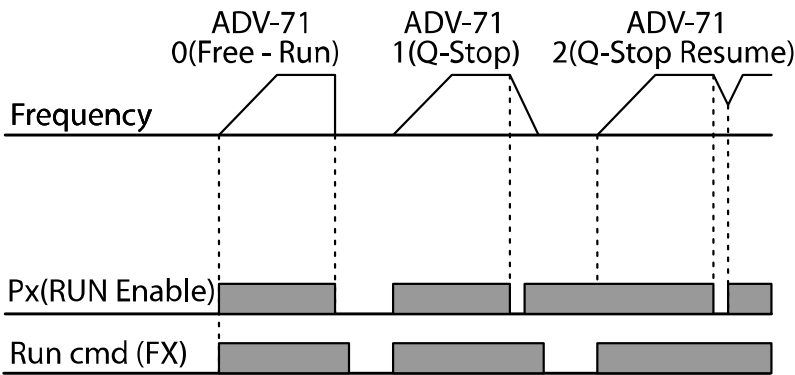 ADV-71
0(Free - Run)
ADV-71
1(Q-Stop)
ADV-71
2(Q-Stop Resume)
Frequency
Px(RUN Enable)
Run cmd (FX)